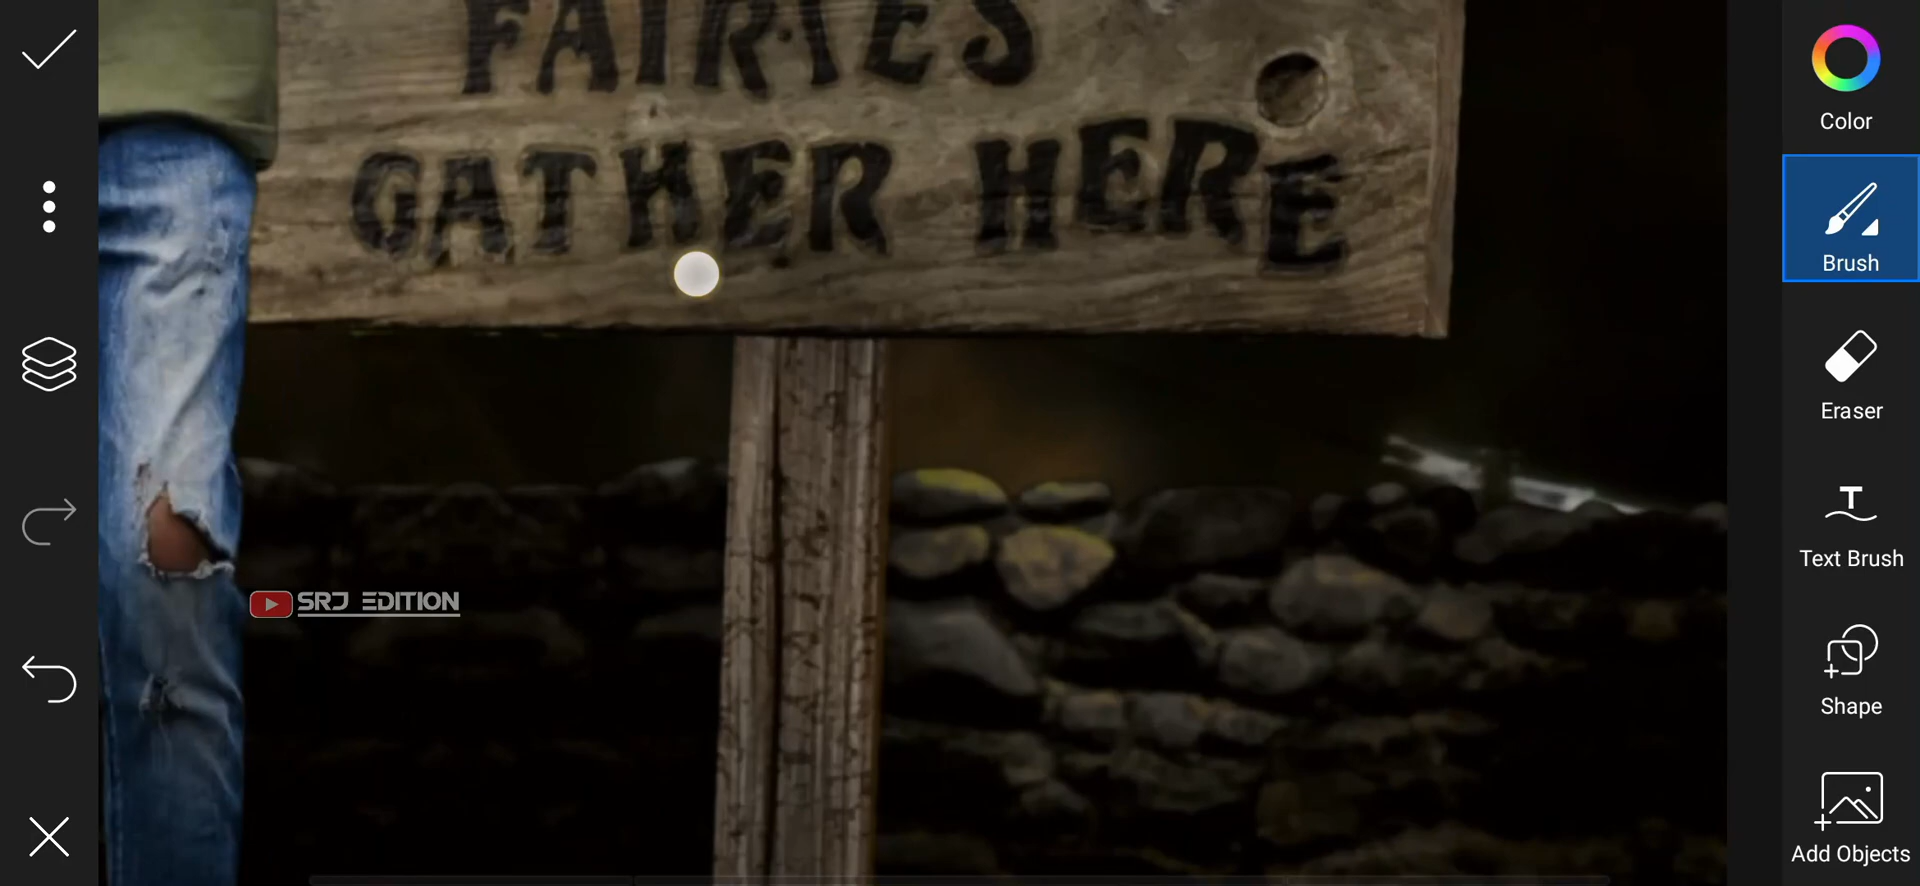 FAIRIES
GATHER HERE
SRJ EDITION
Color
Brush
Eraser
Text Brush
Shape
Add Objects